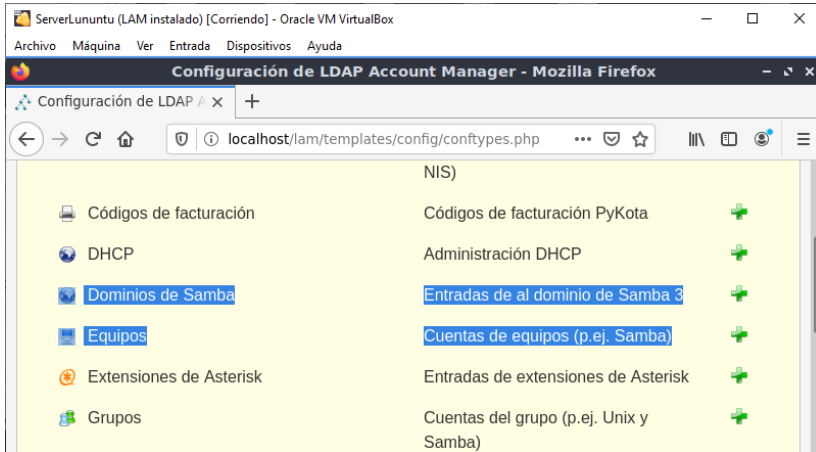 ServerLununtu (LAM instalado) [Corriendo] - Oracle VM VirtualBox
Archivo Máquina Ver Entrada Dispositivos Ayuda
Configuración de LDAP Account Manager - Mozilla Firefox
Configuración de LDAP A
localhost/lam/templates/config/conftypes.php
NIS)
Códigos de facturación Códigos de facturación PyKota
DHCP Administración DHCP
Dominios de Samba Entradas de al dominio de Samba 3
Equipos Cuentas de equipos (p.ej. Samba)
Extensiones de Asterisk Entradas de extensiones de Asterisk
Grupos Cuentas del grupo (p.ej. Unix y
Samba)